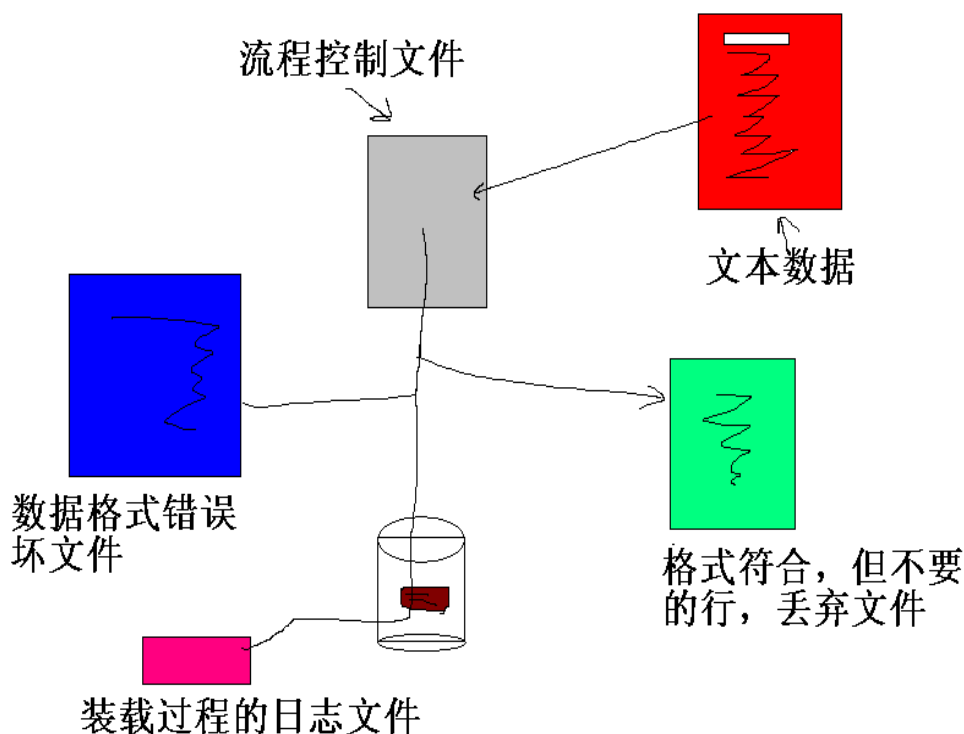 流程控制文件
文本数据
数据格式错误
坏文件
格式符合，但不要
的行，丢弃文件
装载过程的日志文件